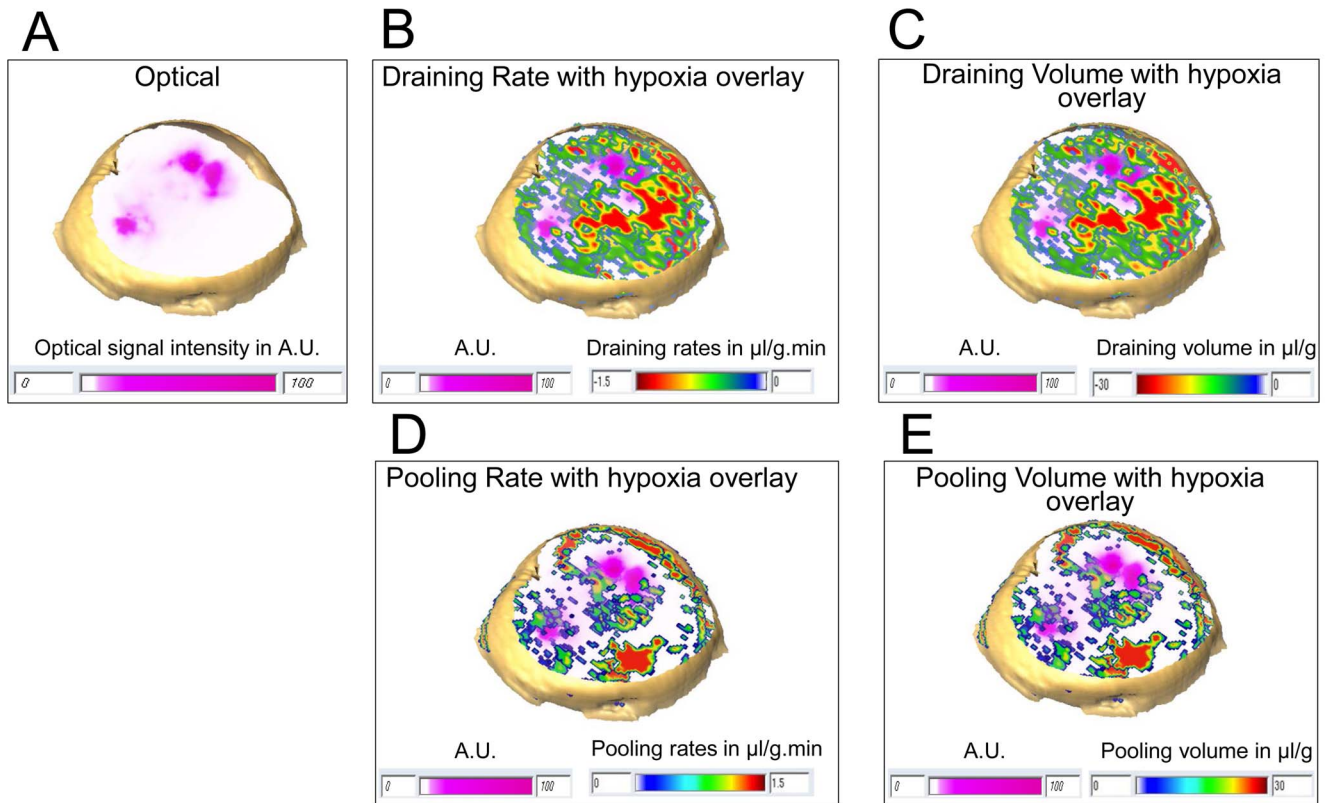 A
Optical
Optical signal intensity in A.U.
0 100
B
Draining Rate with hypoxia overlay
A.U.
Draining rates in µl/g.min
0 100
-1.5 0
C
Draining Volume with hypoxia
overlay
A.U.
Draining volume in µl/g
0 100
-30 0
D
Pooling Rate with hypoxia overlay
A.U.
Pooling rates in µl/g.min
0 100
0 1.5
E
Pooling Volume with hypoxia
overlay
A.U.
Pooling volume in µl/g
0 100
0 30